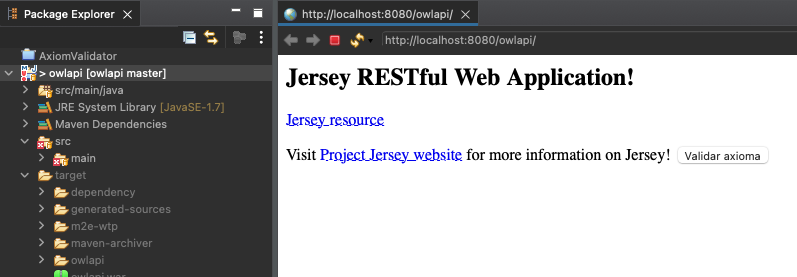 Package Explorer
AxiomValidator
> owlapi [owlapi master]
src/main/java
JRE System Library [JavaSE-1.7]
Maven Dependencies
src
main
target
dependency
generated-sources
m2e-wtp
maven-archiver
owlapi
owlapi.war
http://localhost:8080/owlapi/
http://localhost:8080/owlapi/
Jersey RESTful Web Application!
Jersey resource
Visit Project Jersey website for more information on Jersey! Validar axioma